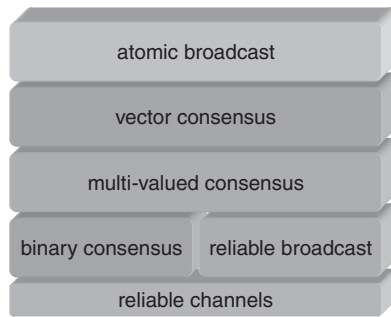 atomic broadcast
vector consensus
multi-valued consensus
binary consensus
reliable broadcast
reliable channels